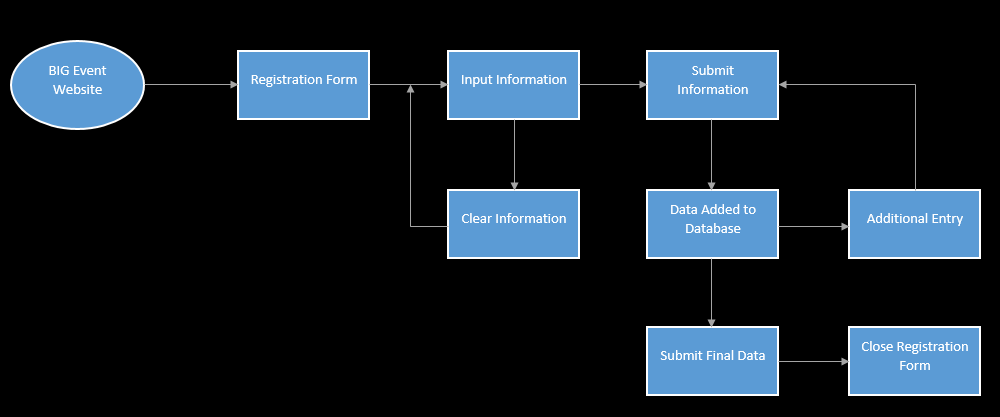 BIG Event
Website
Registration Form
Input Information
Submit
Information
Clear Information
Data Added to
Database
Additional Entry
Submit Final Data
Close Registration
Form